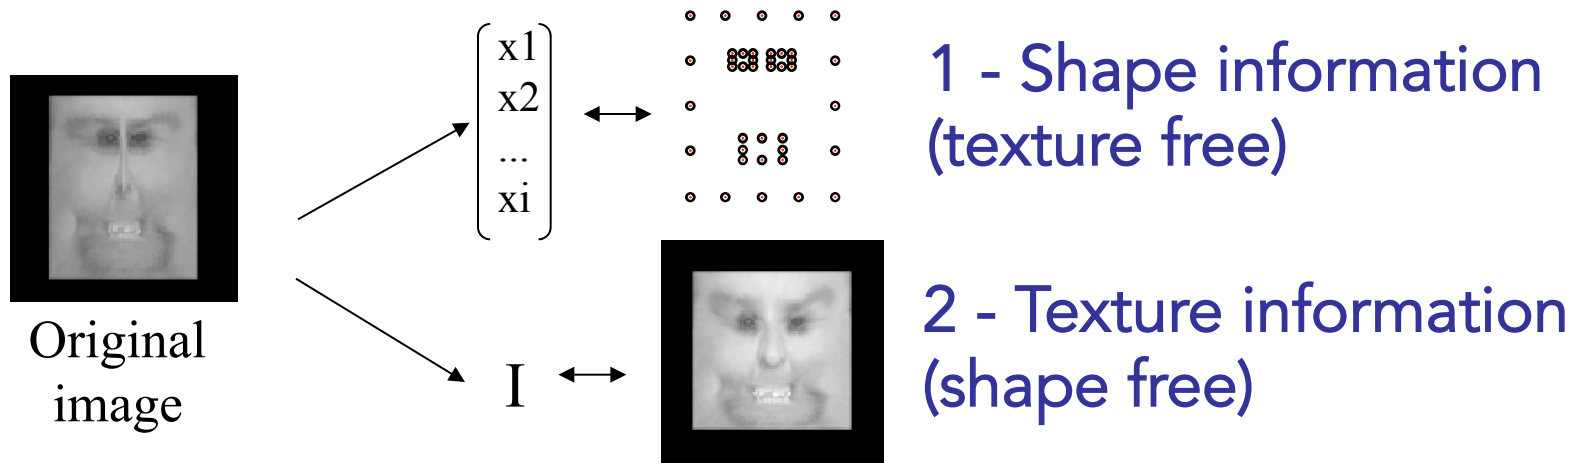 Original
image
x1
x2
...
xi
1 - Shape information
(texture free)
I
2 - Texture information
(shape free)